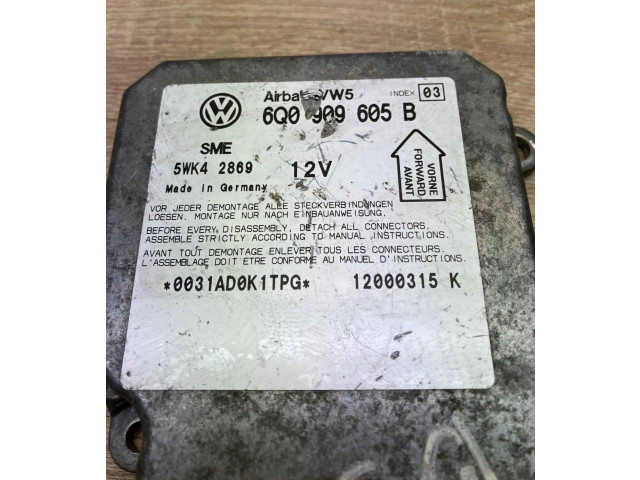 VW5 INDEX 03
6Q0 909 605 B
SME
5WK4 2869 12V
Made in Germany
VORNE
FORWARD
AVANT
VOR JEDER DEMONTAGE ALLE STECKVERBINDUNGEN
LOESEN. MONTAGE NUR NACH EINBAUANWEISUNG.
BEFORE EVERY DISASSEMBLY, DETACH ALL CONNECTORS.
ASSEMBLE STRICTLY ACCORDING TO MANUAL INSTRUCTIONS.
AVANT TOUT DEMONTAGE ENLEVER TOUS LES CONNECTEURS.
L'ASSEMBLAGE DOIT ETRE CONFORME AU MANUEL D'INSTRUCTIONS.
*0031AD0K1TPG* 12000315 K